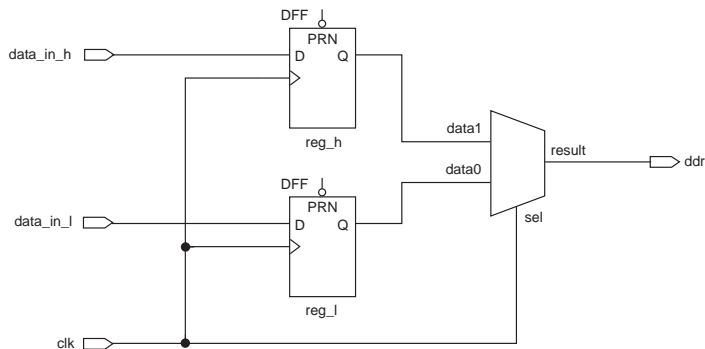 DFF
PRN
data_in_h
D
Q
reg_h
data1
result
ddr
data0
DFF
PRN
data_in_l
D
Q
sel
reg_l
clk